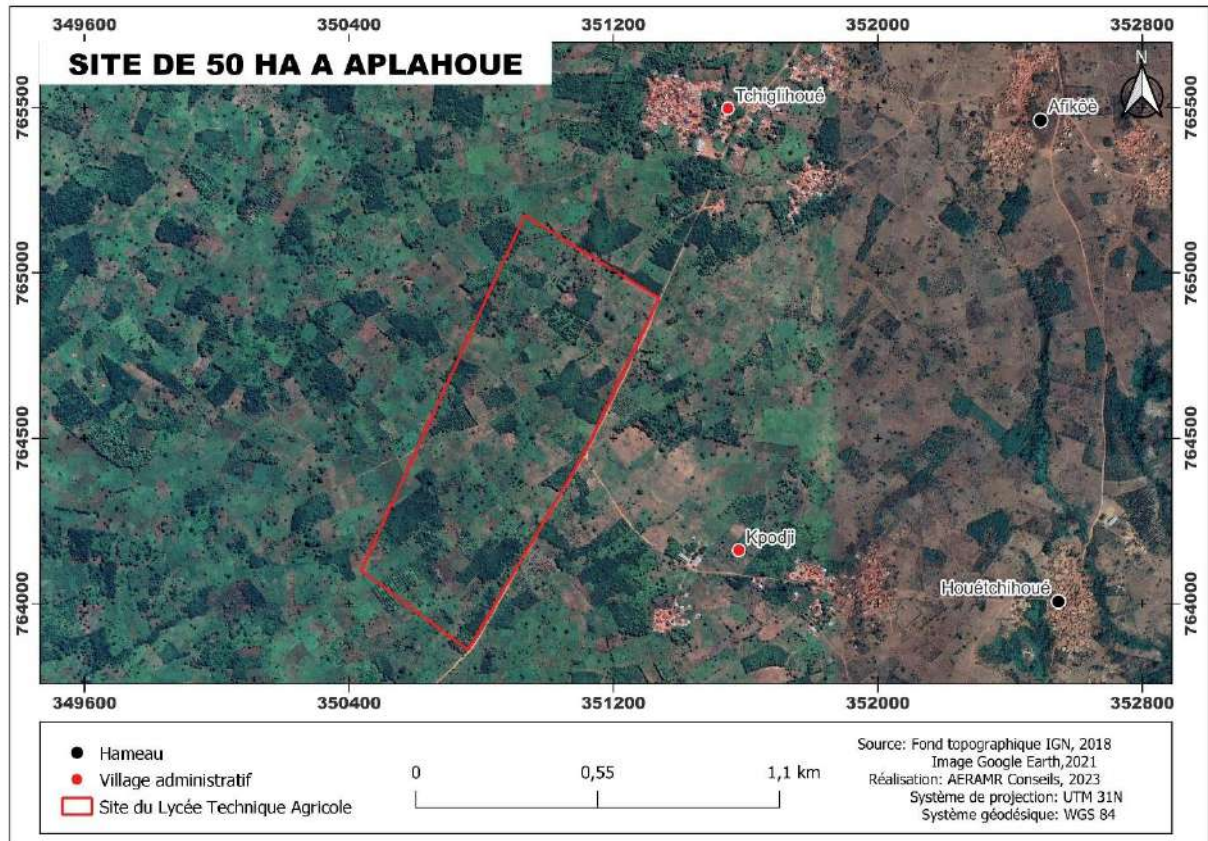 349600 350400 351200 352000 352800
SITE DE 50 HA A APLAHOUE
N
765500 765500
Tchiglihoué
Afikôè
765000 765000
764500 764500
Kpodji
764000 764000
Houétchihoué
349600 350400 351200 352000 352800
Hameau
Village administratif
Site du Lycée Technique Agricole
0 0,55 1,1 km
Source: Fond topographique IGN, 2018
Image Google Earth,2021
Réalisation: AERAMR Conseils, 2023
Système de projection: UTM 31N
Système géodésique: WGS 84